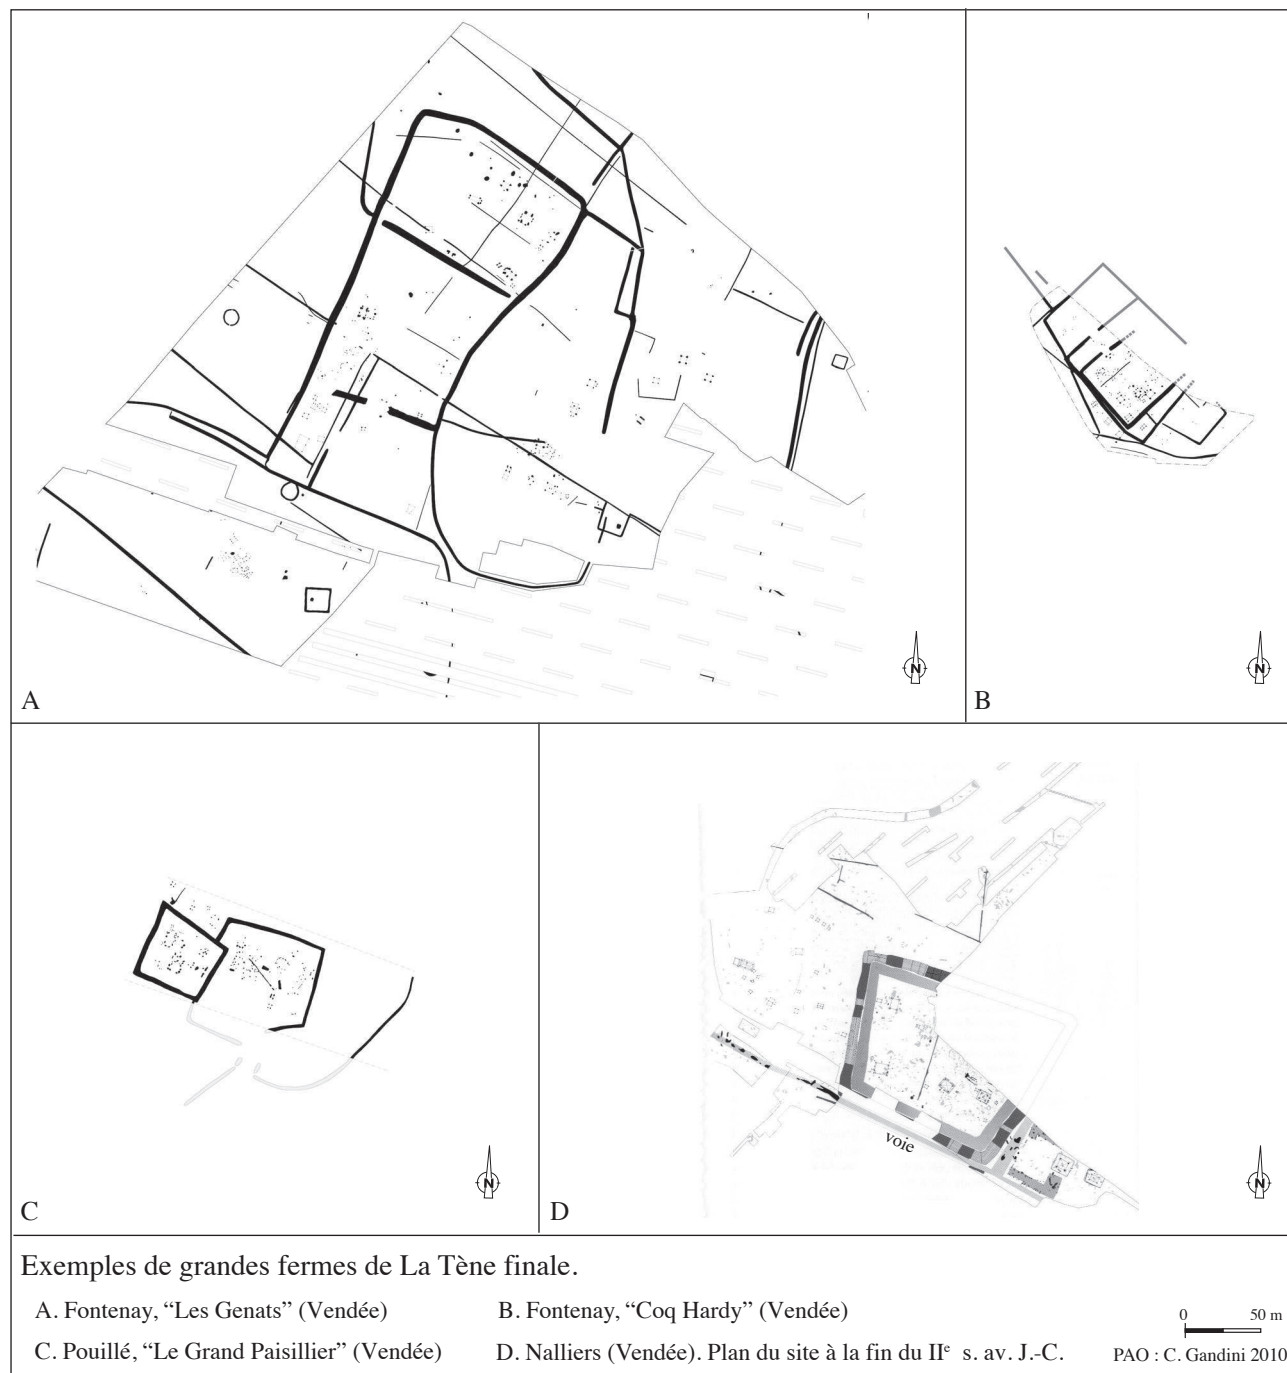 N
A
N
B
N
C
voie
N
D
Exemples de grandes fermes de La Tène finale.
A. Fontenay, “Les Genats” (Vendée)
B. Fontenay, “Coq Hardy” (Vendée)
0 50 m
C. Pouillé, “Le Grand Paisillier” (Vendée)
D. Nalliers (Vendée). Plan du site à la fin du IIe s. av. J.-C.
PAO : C. Gandini 2010